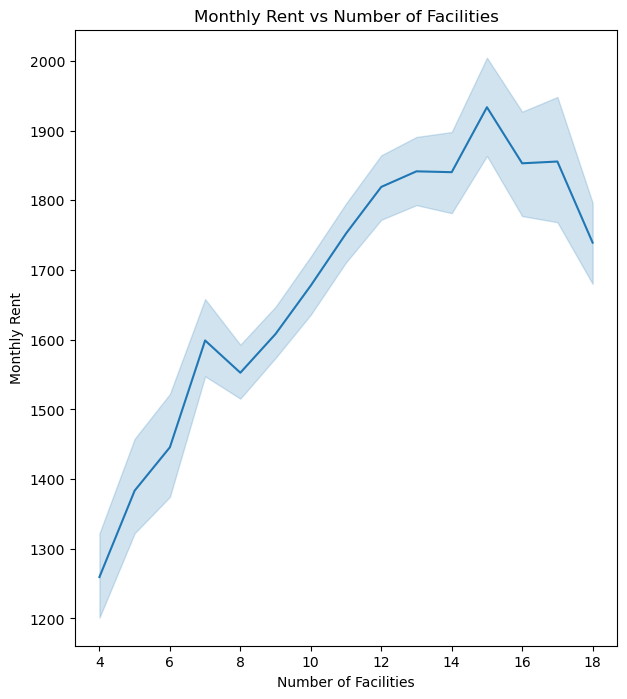 Monthly Rent vs Number of Facilities
2000
1900
1800
1700
1600
1500
1400
1300
1200
Monthly Rent
4 6 8 10 12 14 16 18
Number of Facilities